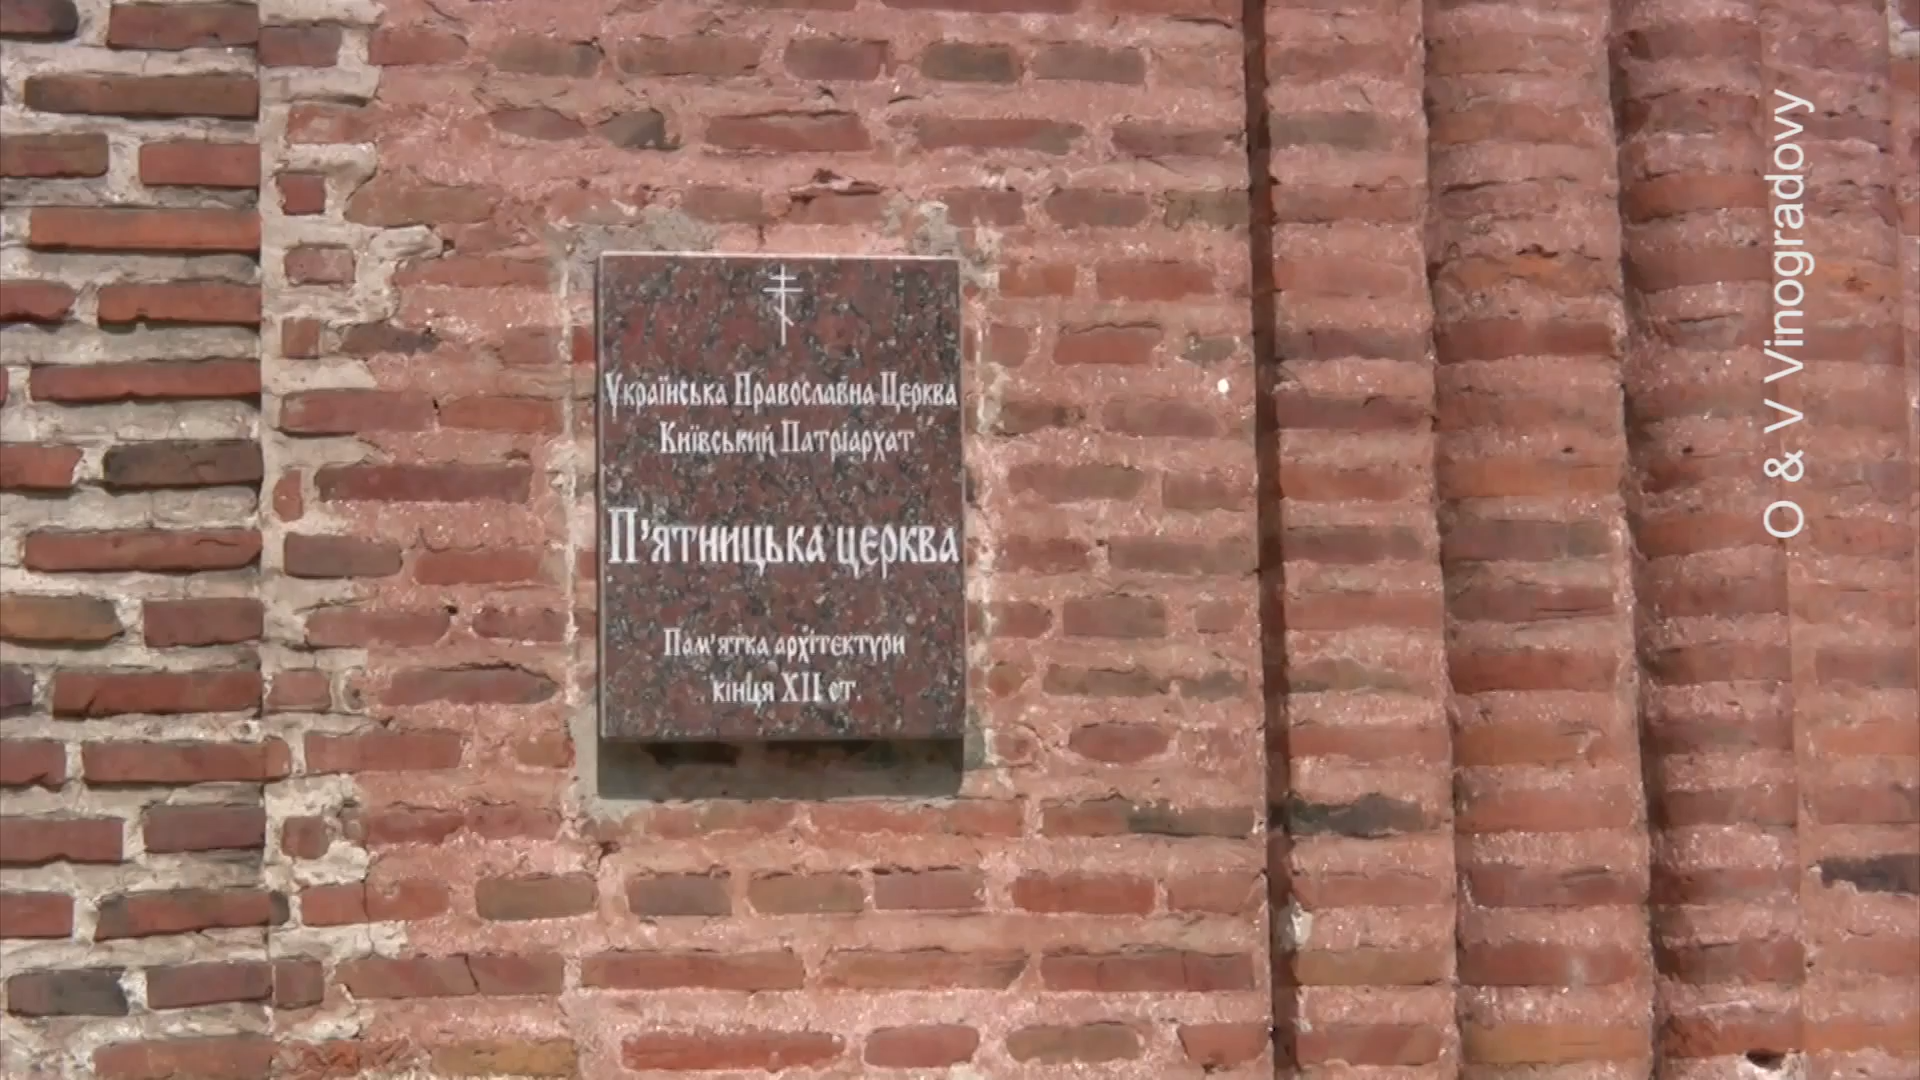 Українська Православна Церква
Київський Патріархат
П'ятницька церква
Пам'ятка архітектури
кінця XII ст.
O & V Vinogradovy